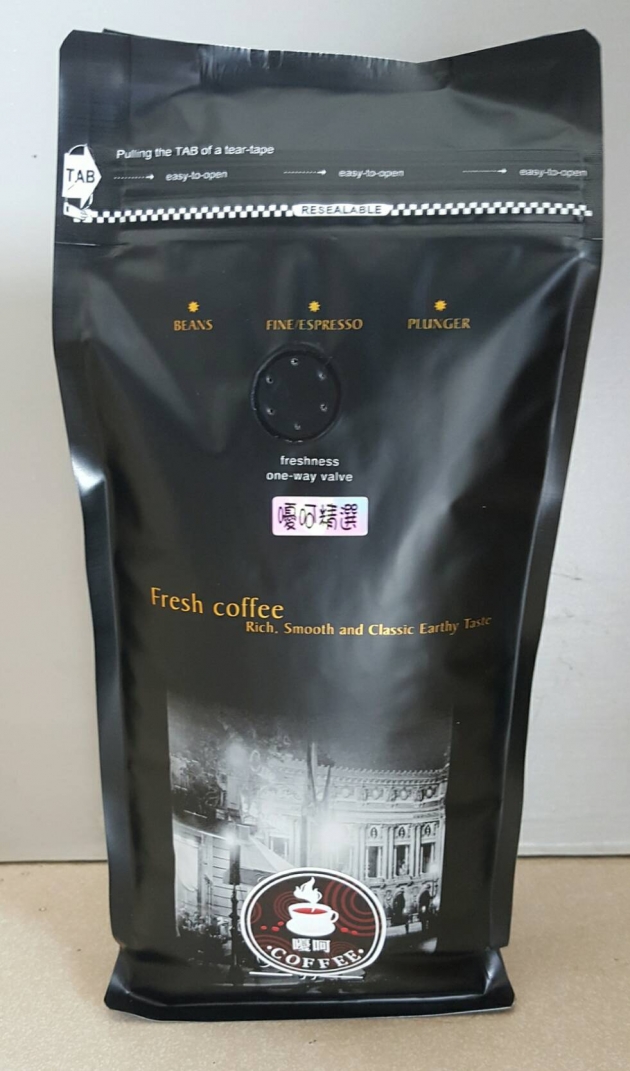 Pulling the TAB of a tear-tape
TAB
easy-to-open easy-to-open easy-to-open
RESEALABLE
BEANS FINE/ESPRESSO PLUNGER
freshness
one-way valve
嚘呵精選
Fresh coffee
Rich, Smooth and Classic Earthy Taste
嚘呵
COFFEE